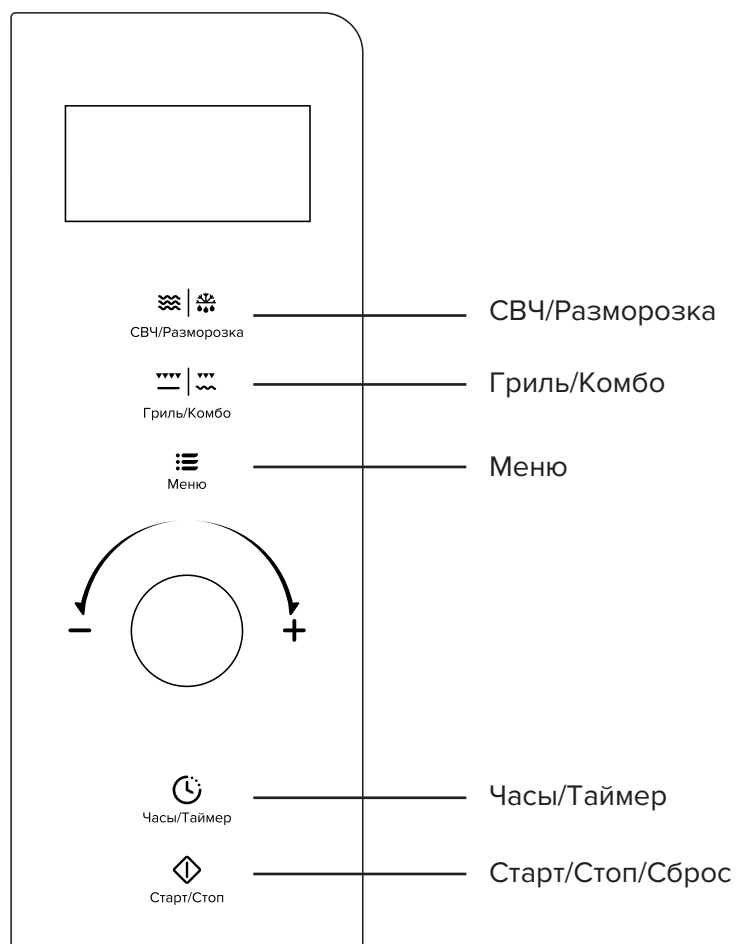 СВЧ/Разморозка
СВЧ/Разморозка
Гриль/Комбо
Гриль/Комбо
Меню
Меню
− +
Часы/Таймер
Часы/Таймер
Старт/Стоп/Сброс
Старт/Стоп